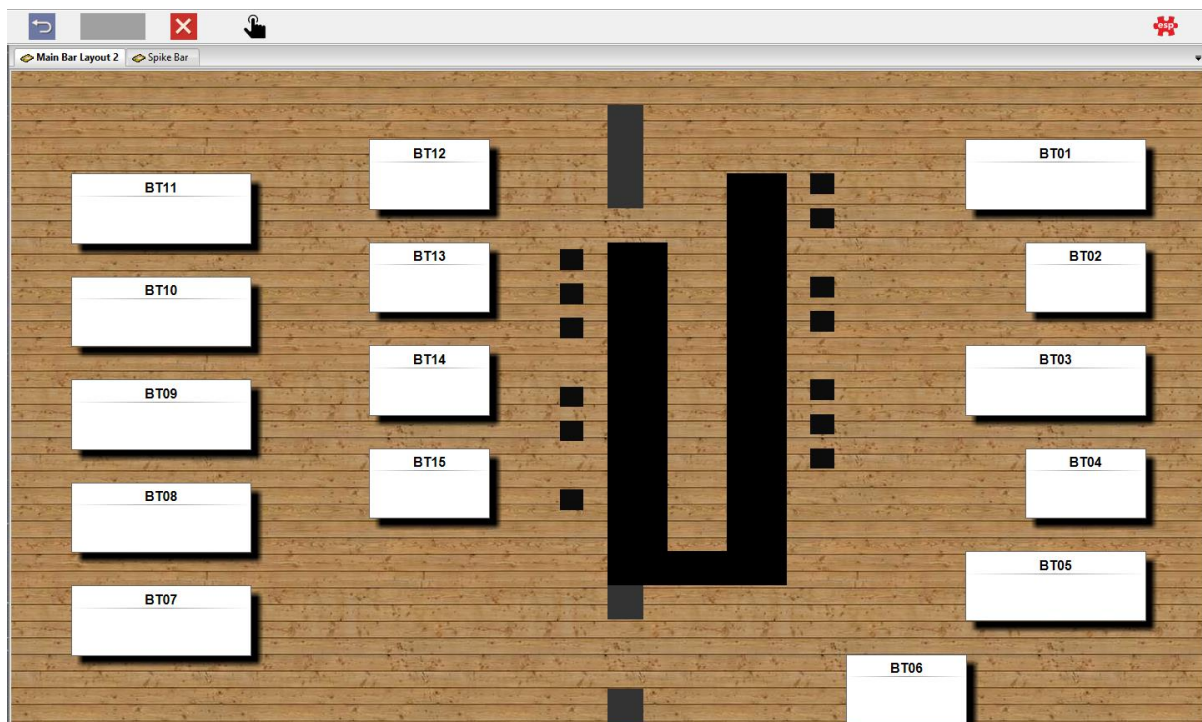 esp
Main Bar Layout 2
Spike Bar
BT12
BT01
BT11
BT13
BT02
BT10
BT14
BT03
BT09
BT15
BT04
BT08
BT05
BT07
BT06